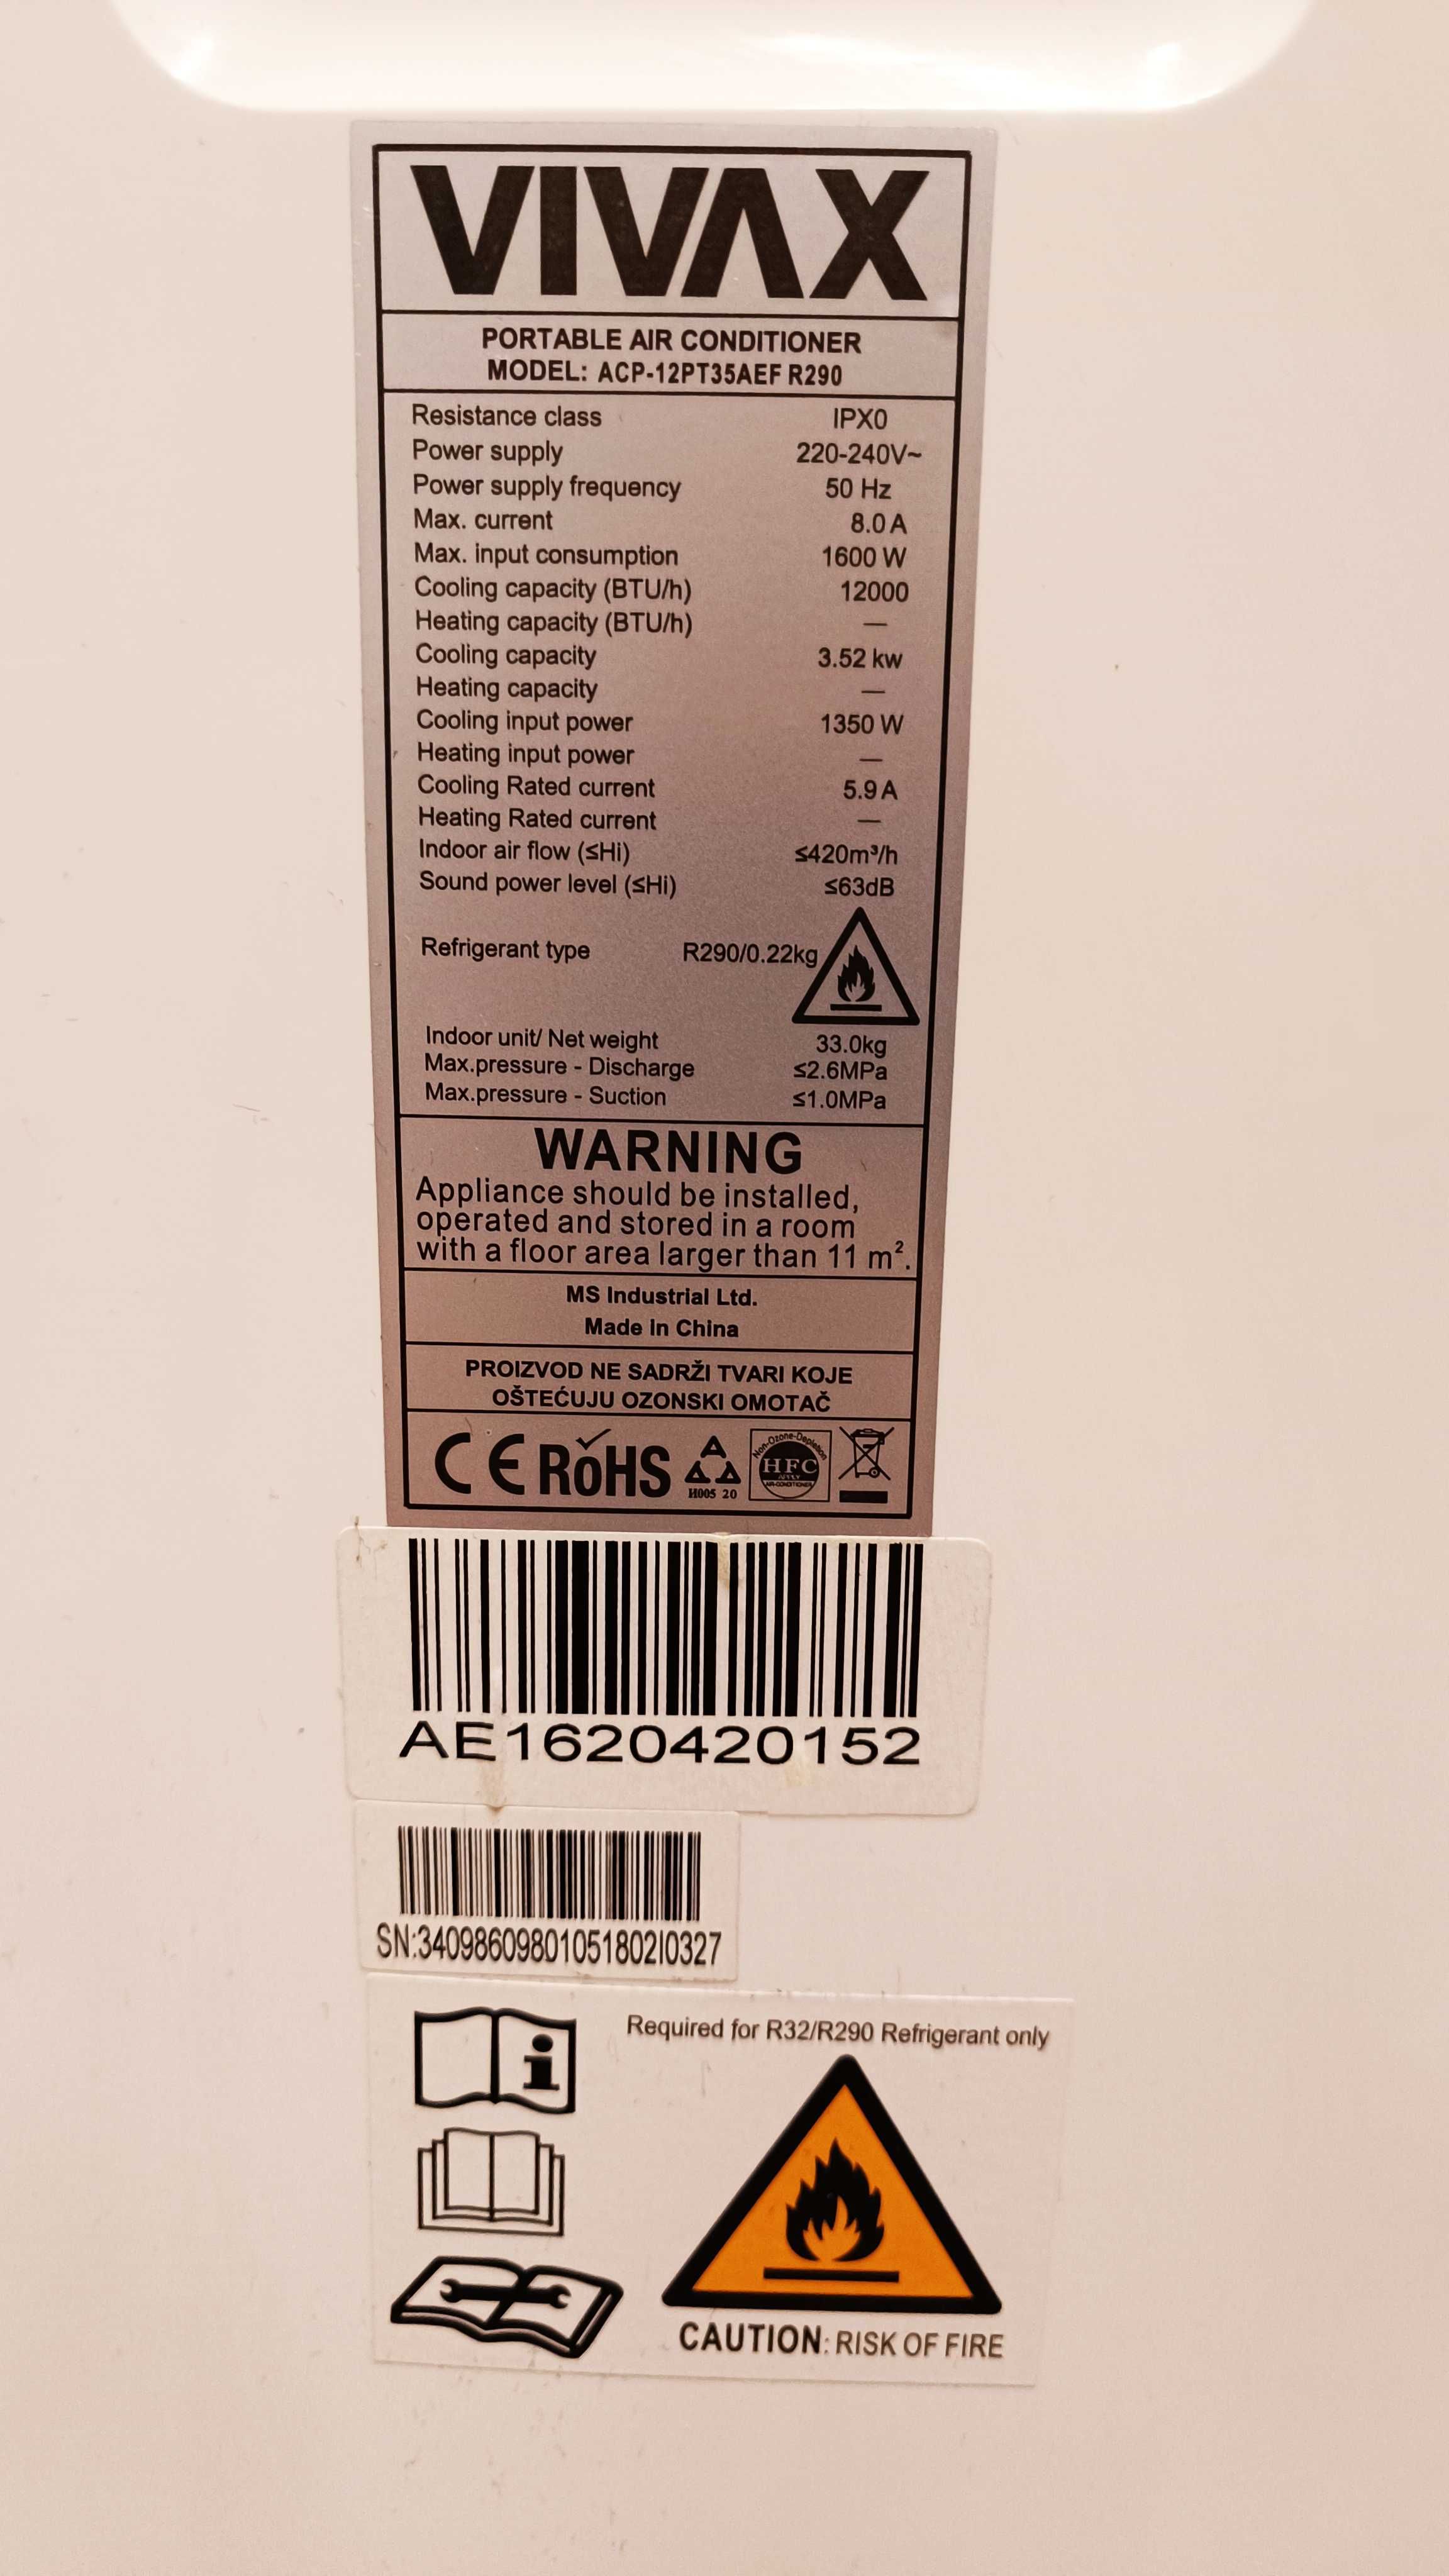 VIVAX
PORTABLE AIR CONDITIONER
MODEL: ACP-12PT35AEF R290
Resistance class IPX0
Power supply 220-240V~
Power supply frequency 50 Hz
Max. current 8.0 A
Max. input consumption 1600 W
Cooling capacity (BTU/h) 12000
Heating capacity (BTU/h) —
Cooling capacity 3.52 kw
Heating capacity —
Cooling input power 1350 W
Heating input power —
Cooling Rated current 5.9 A
Heating Rated current —
Indoor air flow (≤Hi) ≤420m³/h
Sound power level (≤Hi) ≤63dB
Refrigerant type R290/0.22kg
Indoor unit/ Net weight 33.0kg
Max.pressure - Discharge ≤2.6MPa
Max.pressure - Suction ≤1.0MPa
WARNING
Appliance should be installed,
operated and stored in a room
with a floor area larger than 11 m².
MS Industrial Ltd.
Made In China
PROIZVOD NE SADRŽI TVARI KOJE
OŠTEĆUJU OZONSKI OMOTAČ
CE RoHS
H005 20
Non-Ozone-Depletion
HFC
AIR-CONDITIONER
AE1620420152
SN:34098609801051802I0327
Required for R32/R290 Refrigerant only
CAUTION: RISK OF FIRE